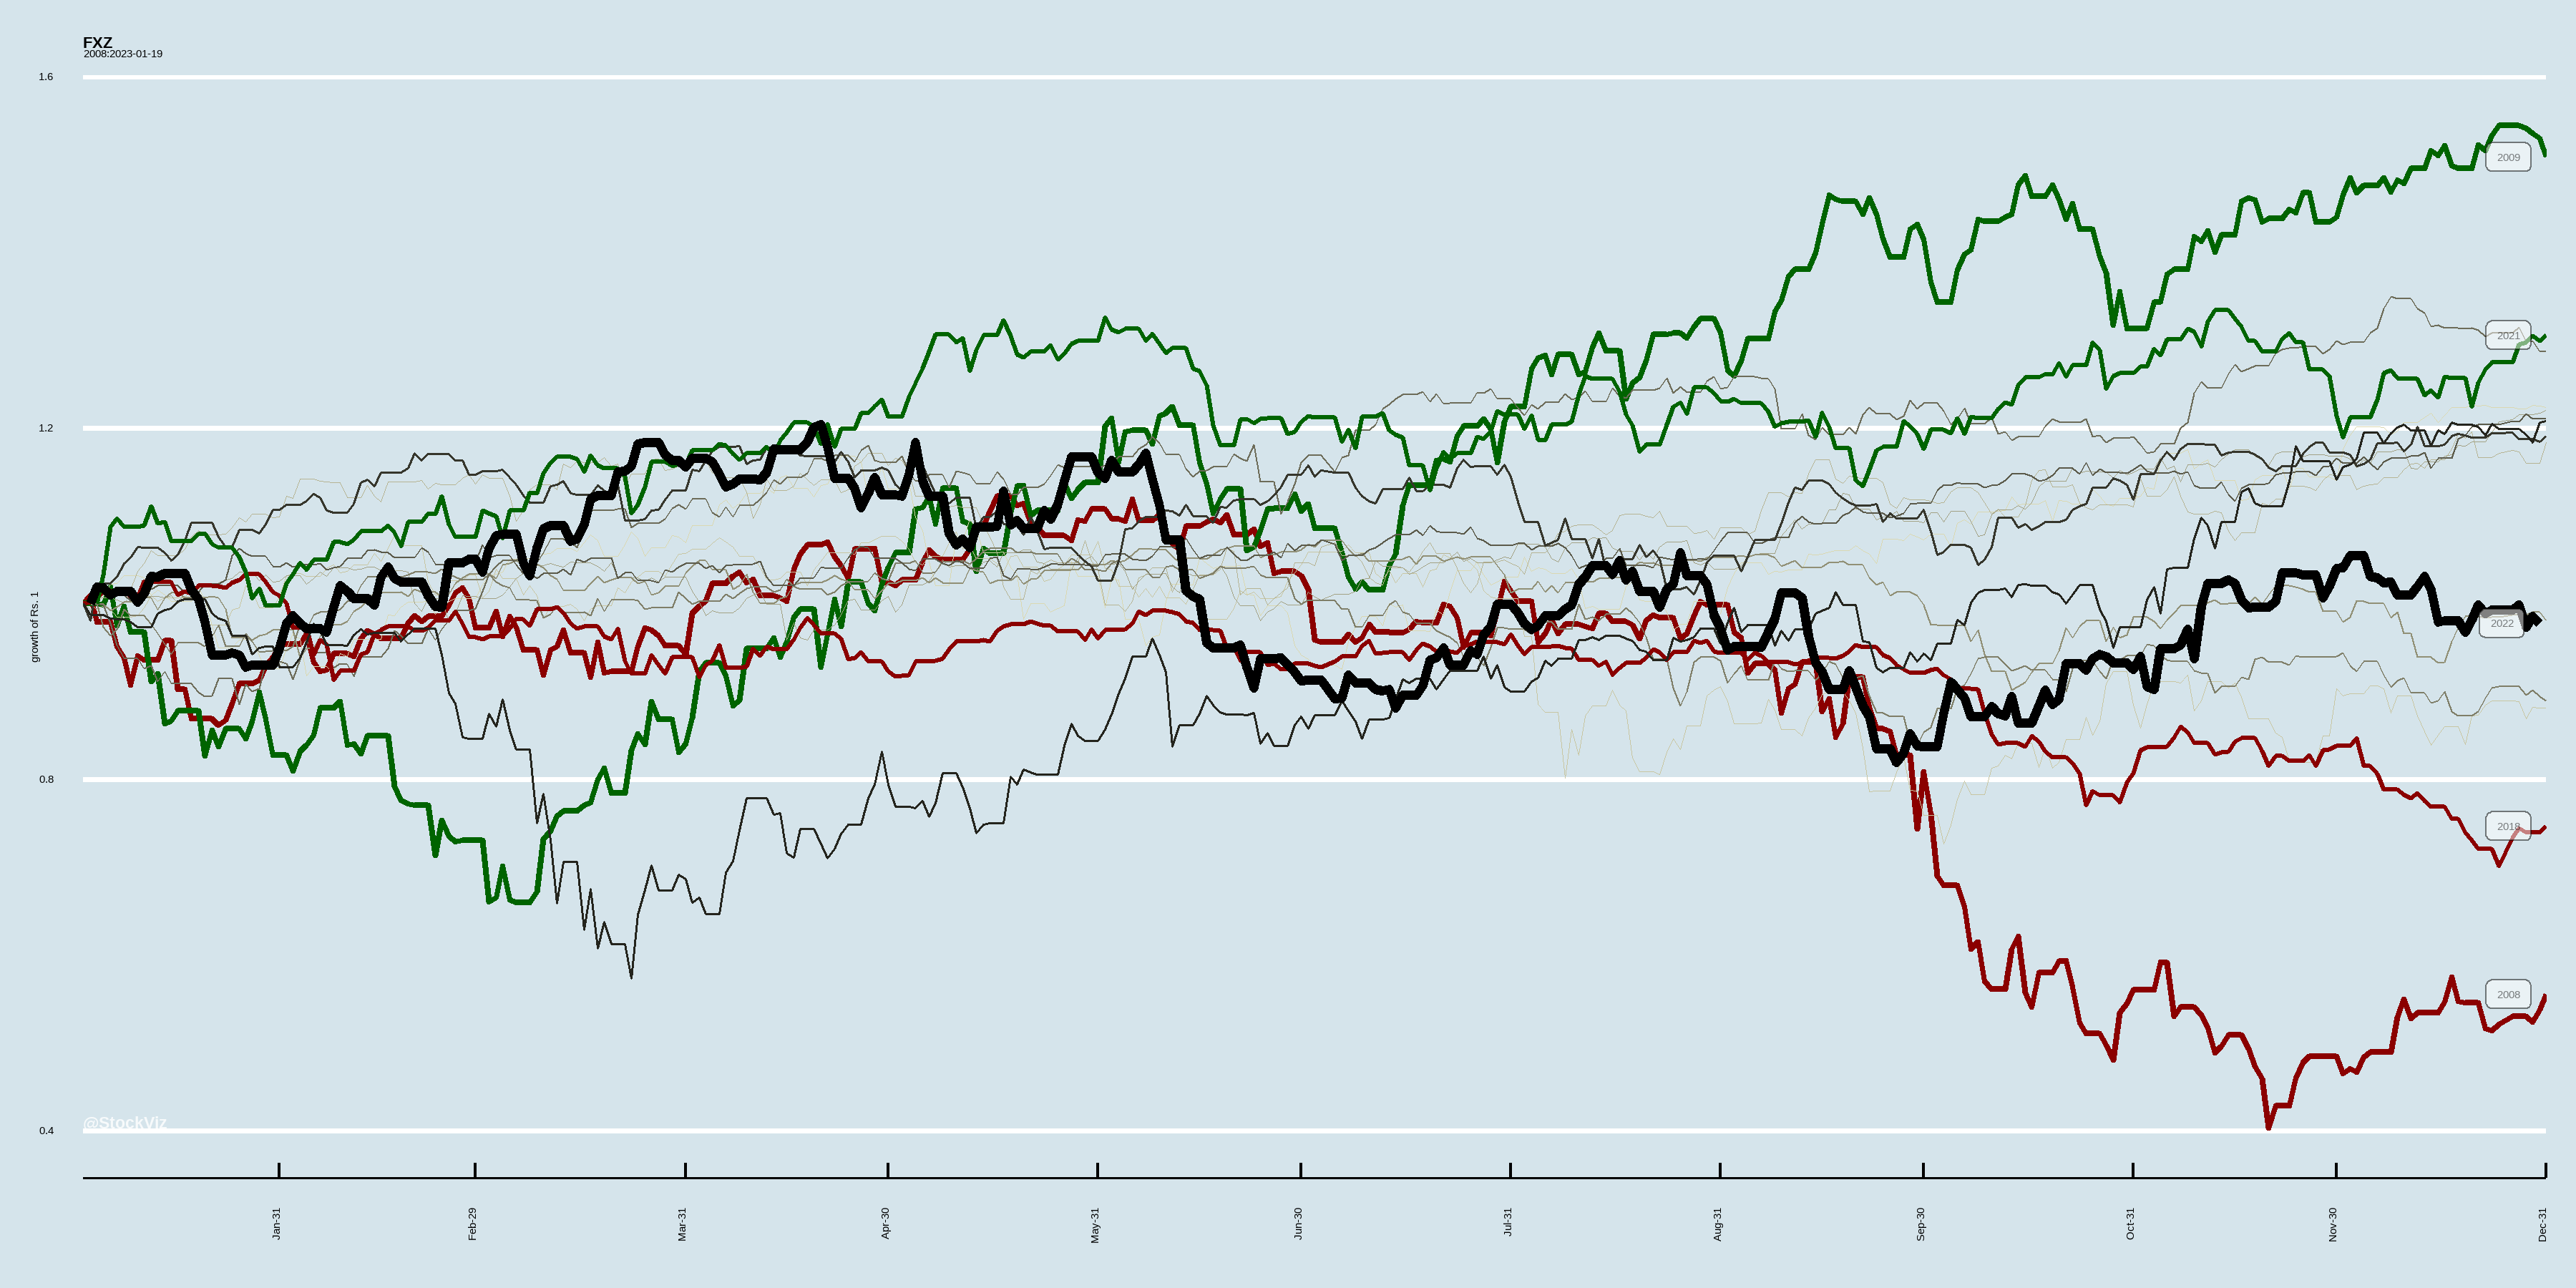 FXZ
2008:2023-01-19
1.6
2009
2021
1.2
growth of Rs. 1
2022
0.8
2018
2008
@StockViz
0.4
Jan-31
Feb-29
Mar-31
Apr-30
May-31
Jun-30
Jul-31
Aug-31
Sep-30
Oct-31
Nov-30
Dec-31